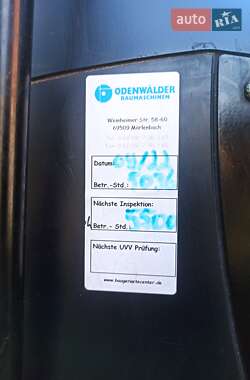 AUTO RIA.com
ODENWÄLDER
BAUMASCHINEN
Weinheimer Str. 58-60
69509 Mörlenbach
Datum:
Betr.-Std.:
Nächste Inspektion:
Betr.-Std.: 5500
Nächste UVV Prüfung:
www.baugeraetecenter.de